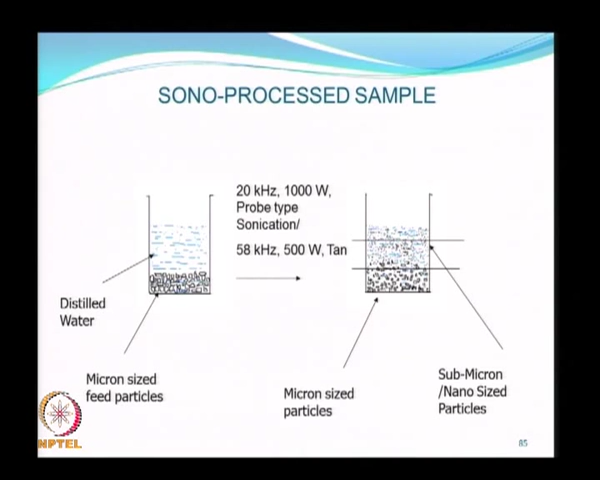 SONO-PROCESSED SAMPLE
20 kHz, 1000 W,
Probe type
Sonication/
58 kHz, 500 W, Tan
Distilled
Water
Micron sized
feed particles
Micron sized
particles
Sub-Micron
/Nano Sized
Particles
NPTEL
85